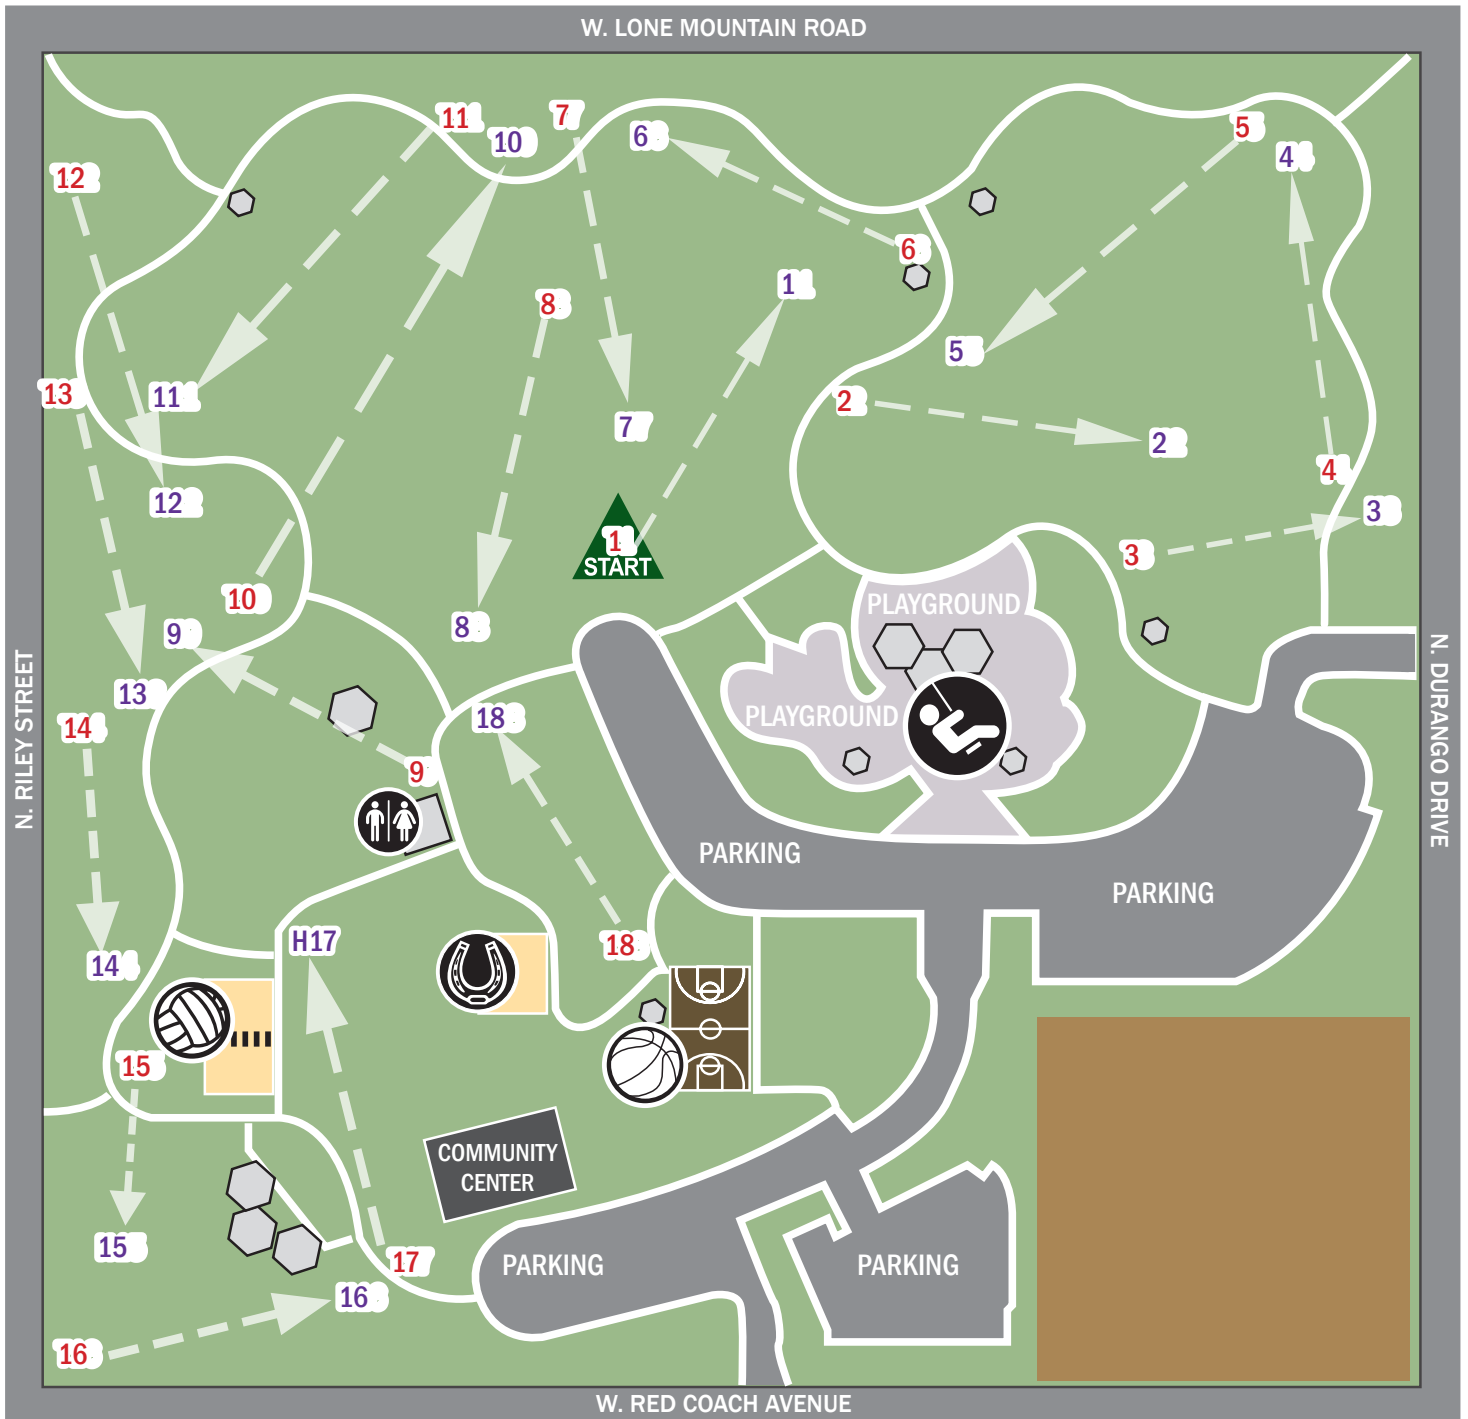 W. LONE MOUNTAIN ROAD
11
7
5
10
6
4
12
6
1
8
5
13
11
2
7
2
4
12
3
1
START
3
10
PLAYGROUND
8
9
13
18
PLAYGROUND
14
9
N. RILEY STREET
N. DURANGO DRIVE
PARKING
PARKING
H17
18
14
15
COMMUNITY
CENTER
15
17
PARKING
PARKING
16
16
W. RED COACH AVENUE